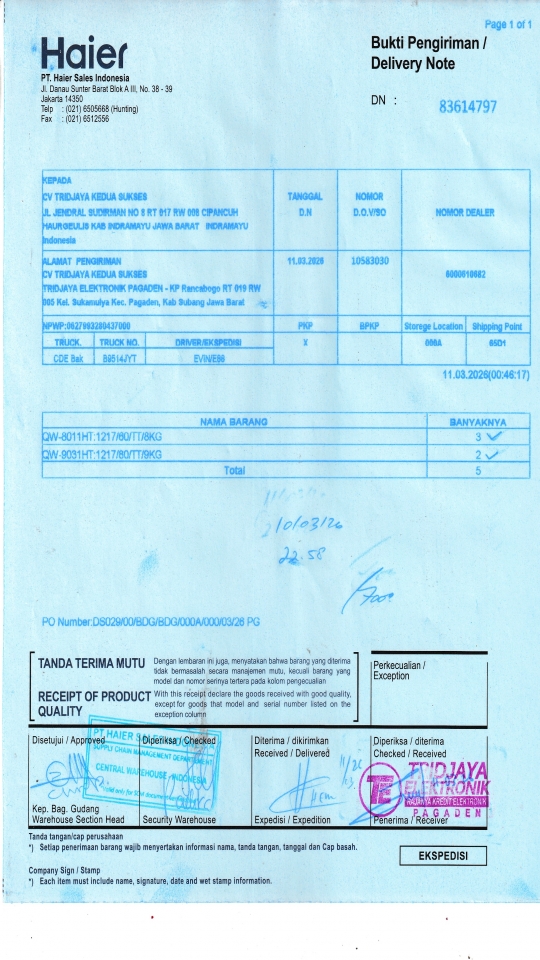 Page 1 of 1
Haier
Bukti Pengiriman /
Delivery Note
PT. Haier Sales Indonesia
Jl. Danau Sunter Barat Blok A III, No. 38 - 39
Jakarta 14350
Telp : (021) 6505668 (Hunting)
Fax : (021) 6512556
DN : 83614797
KEPADA
CV TRIDJAYA KEDUA SUKSES
JL JENDRAL SUDIRMAN NO 8 RT 017 RW 008 CIPANCUH
HAURGEULIS KAB INDRAMAYU JAWA BARAT INDRAMAYU
Indonesia
TANGGAL
D.N
NOMOR
D.O.V/SO
NOMOR DEALER
ALAMAT PENGIRIMAN
CV TRIDJAYA KEDUA SUKSES
TRIDJAYA ELEKTRONIK PAGADEN - KP Rancabogo RT 019 RW
005 Kel. Sukamulya Kec. Pagaden, Kab Subang Jawa Barat
11.03.2026
10583030
NPWP:0627993280437000
PKP
BPKP
Storege Location
Shipping Point
TRUCK.
TRUCK NO.
DRIVER/EKSPEDISI
X
000A
65D1
CDE Bak
B9514JYT
11.03.2026(00:46:17)
NAMA BARANG
BANYAKNYA
QW-8011HT:1217/60/TT/8KG
3
QW-9031HT:1217/80/TT/9KG
2
Total
5
10/03/26
22.58
PO Number:DS029/00/BDG/BDG/000A/000/03/26 PG
TANDA TERIMA MUTU
Dengan lembaran ini juga, menyatakan bahwa barang yang diterima
tidak bermasalah secara manajemen mutu, kecuali barang yang
model dan nomor serinya tertera pada kolom pengecualian
RECEIPT OF PRODUCT
QUALITY
With this receipt declare the goods received with good quality,
except for goods that model and serial number listed on the
exception column
Perkecualian /
Exception
Disetujui / Approved
Diperiksa / Checked
Diterima / dikirimkan
Received / Delivered
Diperiksa / diterima
Checked / Received
PT. HAIER
SUPPLY CHAIN MANAGEMENT DEPARTEMENT
CENTRAL WAREHOUSE - INDONESIA
TE
TRIDJAYA
ELEKTRONIK
RAJANYA KREDIT ELEKTRONIK
PAGADEN
Kep. Bag. Gudang
Warehouse Section Head
Security Warehouse
Expedisi / Expedition
Penerima / Receiver
Tanda tangan/cap perusahaan
*) Setiap penerimaan barang wajib menyertakan informasi nama, tanda tangan, tanggal dan Cap basah.
EKSPEDISI
Company Sign / Stamp
*) Each item must include name, signature, date and wet stamp information.